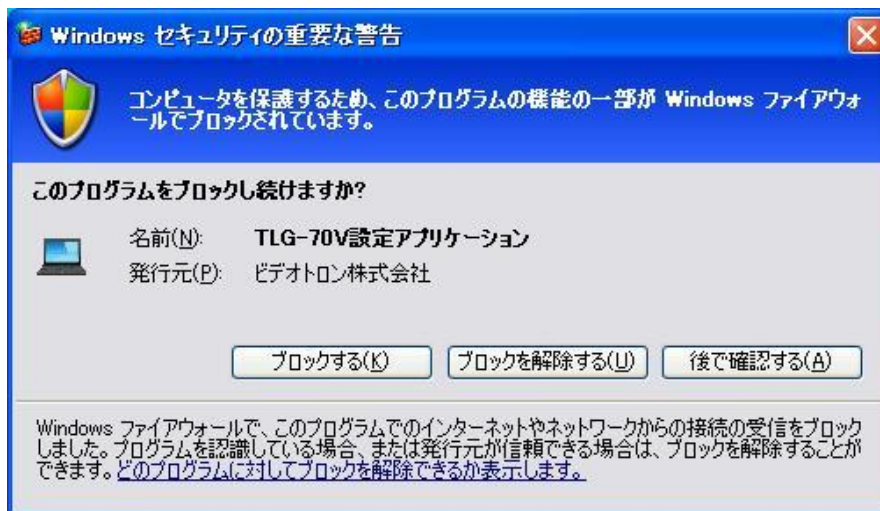 Windows セキュリティの重要な警告
コンピュータを保護するため、このプログラムの機能の一部が Windows ファイアウォ
ールでブロックされています。
このプログラムをブロックし続けますか?
名前(N): TLG-70V設定アプリケーション
発行元(P): ビデオトロン株式会社
ブロックする(K) ブロックを解除する(U) 後で確認する(A)
Windows ファイアウォールで、このプログラムでのインターネットやネットワークからの接続の受信をブロック
しました。プログラムを認識している場合、または発行元が信頼できる場合は、ブロックを解除することが
できます。どのプログラムに対してブロックを解除できるか表示します。